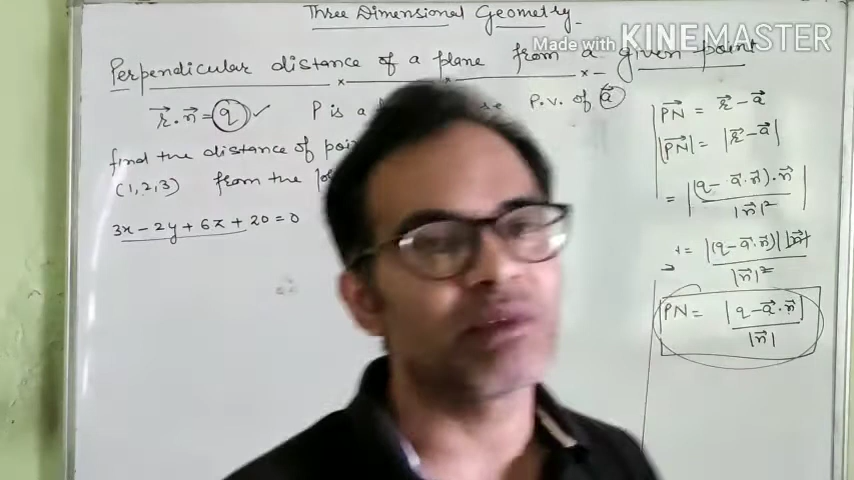 Three Dimensional Geometry
Made with KINEMASTER
Perpendicular distance of a plane from a given point
r⃗.n⃗ = q ✓ P is a P.V. of a⃗
find the distance of
(1,2,3) from the
3x - 2y + 6z + 20 = 0
PN⃗ = r⃗ - a⃗
|PN⃗| = |r⃗ - a⃗|
= |(q - a⃗.n⃗).n⃗ / |n⃗|²|
= |(q - a⃗.n⃗)| |n⃗| / |n⃗|²
PN = |q - a⃗.n⃗| / |n⃗|